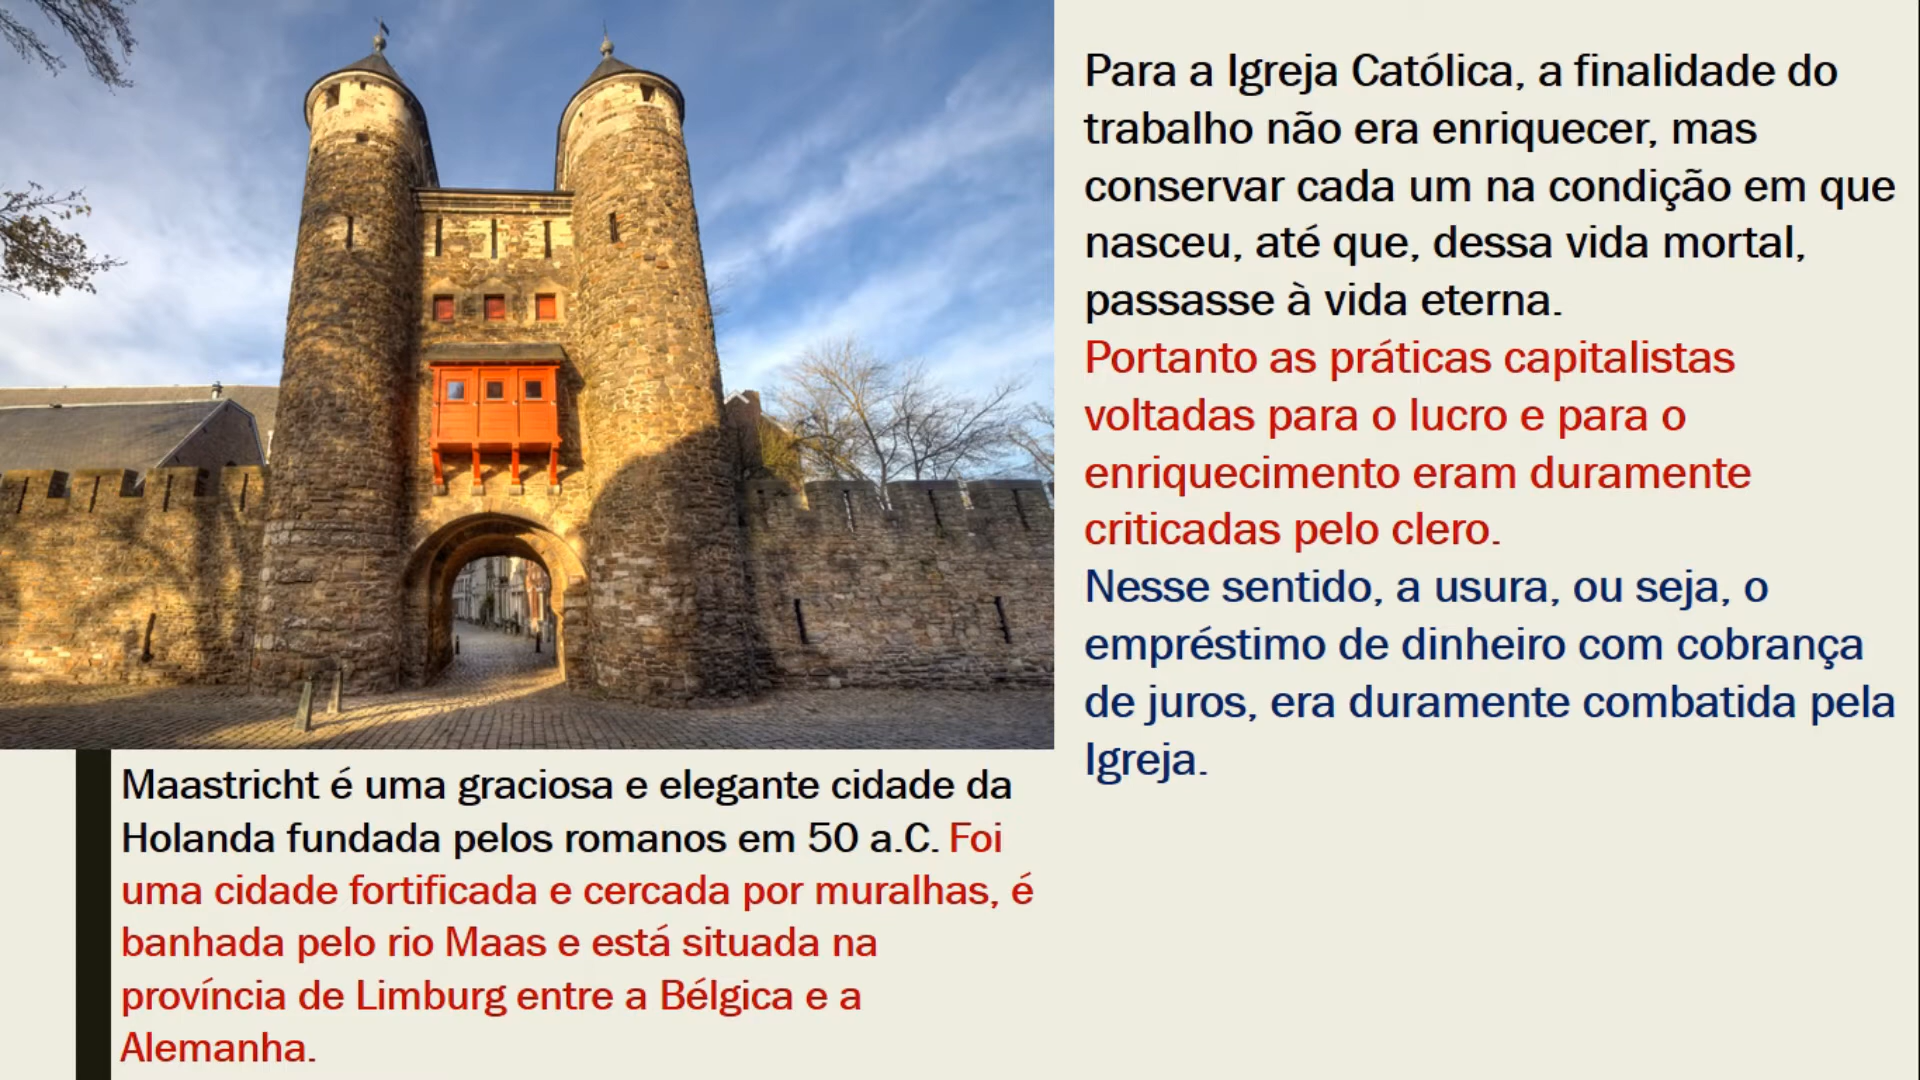 Para a Igreja Católica, a finalidade do
trabalho não era enriquecer, mas
conservar cada um na condição em que
nasceu, até que, dessa vida mortal,
passasse à vida eterna.
Portanto as práticas capitalistas
voltadas para o lucro e para o
enriquecimento eram duramente
criticadas pelo clero.
Nesse sentido, a usura, ou seja, o
empréstimo de dinheiro com cobrança
de juros, era duramente combatida pela
Igreja.
Maastricht é uma graciosa e elegante cidade da
Holanda fundada pelos romanos em 50 a.C. Foi
uma cidade fortificada e cercada por muralhas, é
banhada pelo rio Maas e está situada na
província de Limburg entre a Bélgica e a
Alemanha.